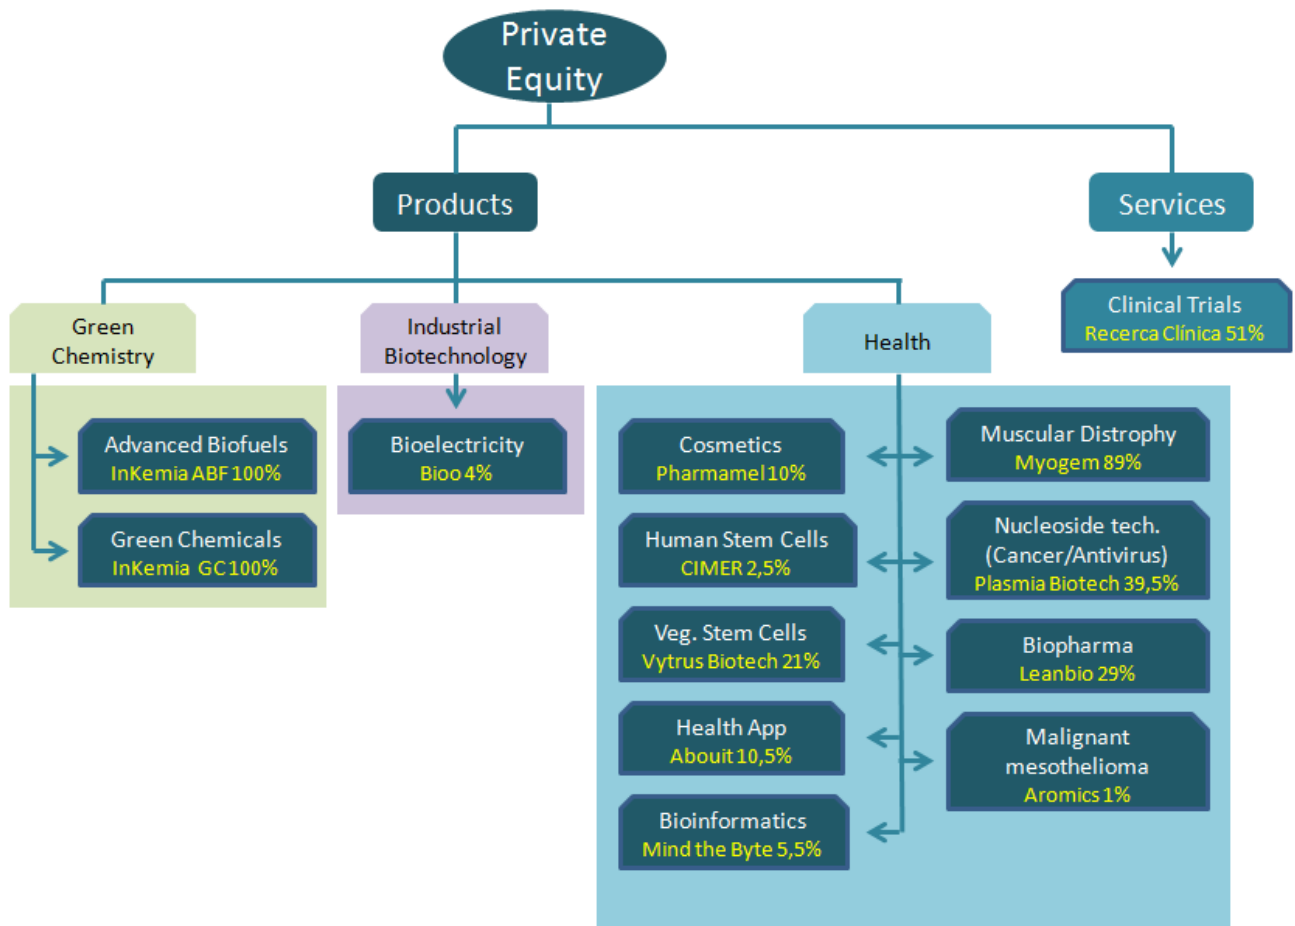 Private
Equity
Products
Services
Clinical Trials
Recerca Clínica 51%
Green
Chemistry
Industrial
Biotechnology
Health
Advanced Biofuels
InKemia ABF 100%
Green Chemicals
InKemia GC 100%
Bioelectricity
Bioo 4%
Cosmetics
Pharmamel 10%
Human Stem Cells
CIMER 2,5%
Veg. Stem Cells
Vytrus Biotech 21%
Health App
Abouit 10,5%
Bioinformatics
Mind the Byte 5,5%
Muscular Distrophy
Myogem 89%
Nucleoside tech.
(Cancer/Antivirus)
Plasmia Biotech 39,5%
Biopharma
Leanbio 29%
Malignant
mesothelioma
Aromics 1%